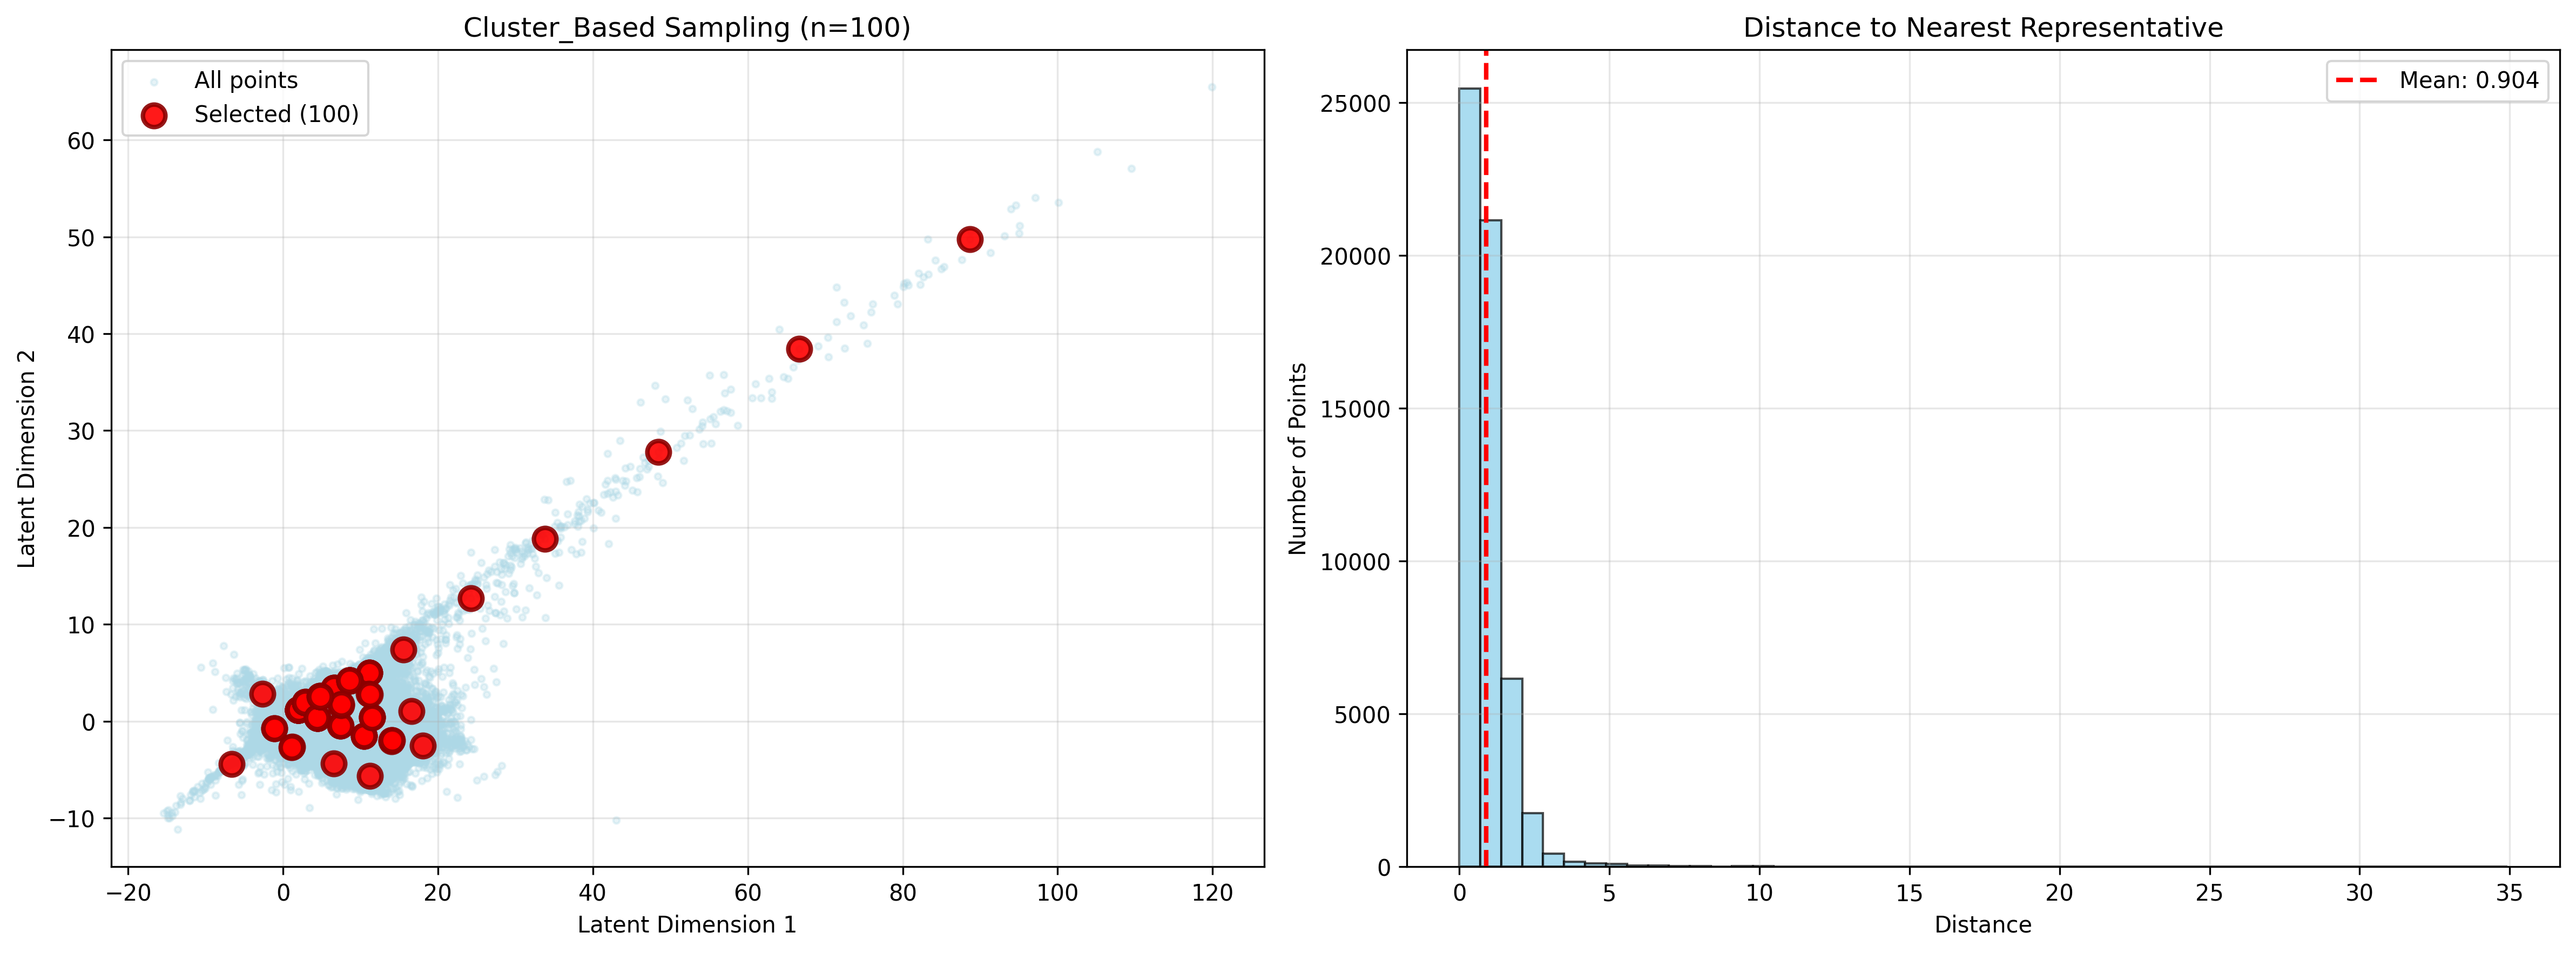 Cluster_Based Sampling (n=100)
All points
Selected (100)
Latent Dimension 2
60
50
40
30
20
10
0
−10
−20 0 20 40 60 80 100 120
Latent Dimension 1
Distance to Nearest Representative
Mean: 0.904
Number of Points
25000
20000
15000
10000
5000
0
0 5 10 15 20 25 30 35
Distance